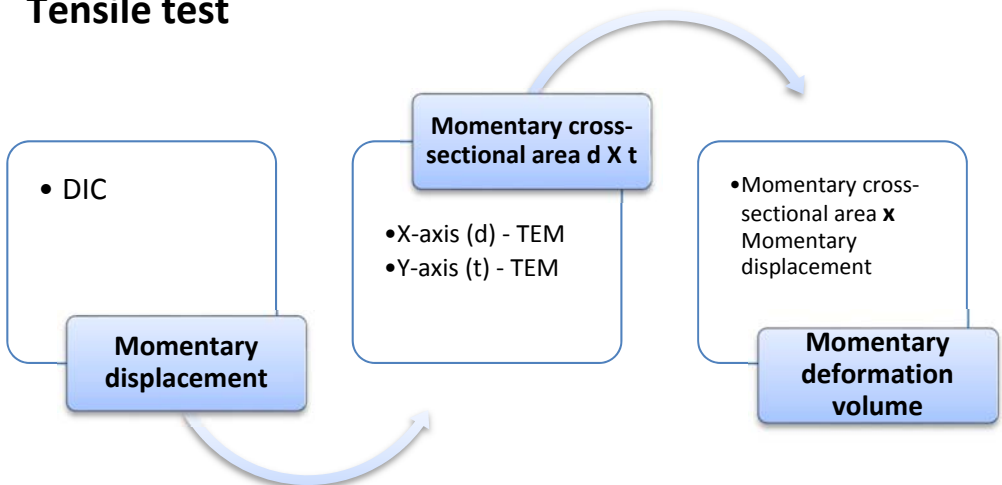 Tensile test
• DIC
Momentary
displacement
Momentary cross-
sectional area d X t
•X-axis (d) - TEM
•Y-axis (t) - TEM
•Momentary cross-
sectional area x
Momentary
displacement
Momentary
deformation
volume